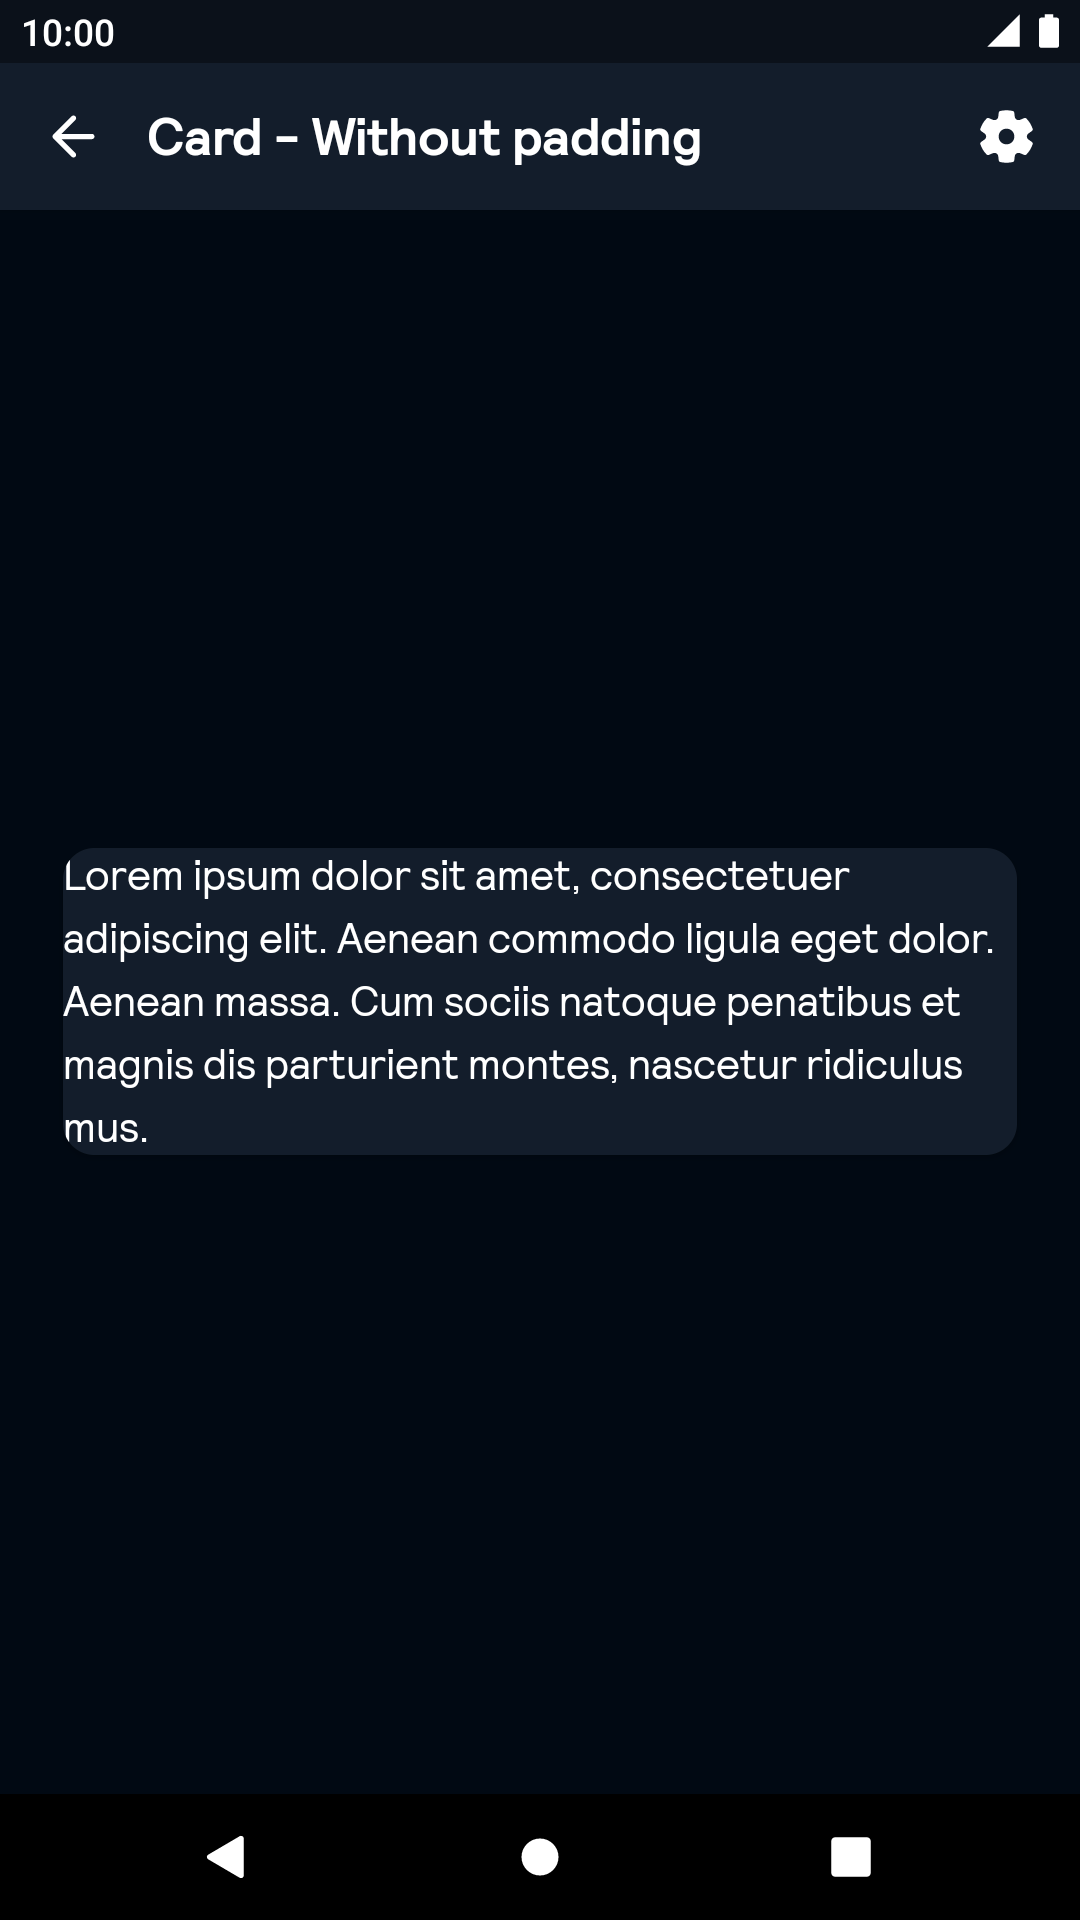 10:00
Card - Without padding
Lorem ipsum dolor sit amet, consectetuer
adipiscing elit. Aenean commodo ligula eget dolor.
Aenean massa. Cum sociis natoque penatibus et
magnis dis parturient montes, nascetur ridiculus
mus.